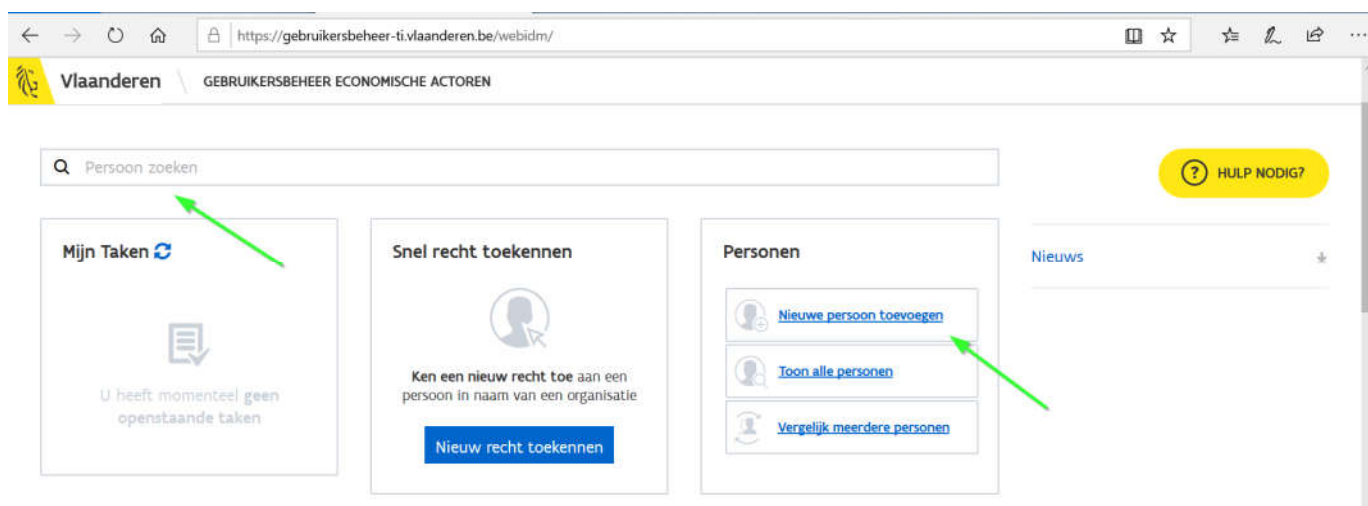 https://gebruikersbeheer-ti.vlaanderen.be/webidm/
Vlaanderen
GEBRUIKERSBEHEER ECONOMISCHE ACTOREN
Persoon zoeken
HULP NODIG?
Mijn Taken
U heeft momenteel geen
openstaande taken
Snel recht toekennen
Ken een nieuw recht toe aan een
persoon in naam van een organisatie
Nieuw recht toekennen
Personen
Nieuwe persoon toevoegen
Toon alle personen
Vergelijk meerdere personen
Nieuws